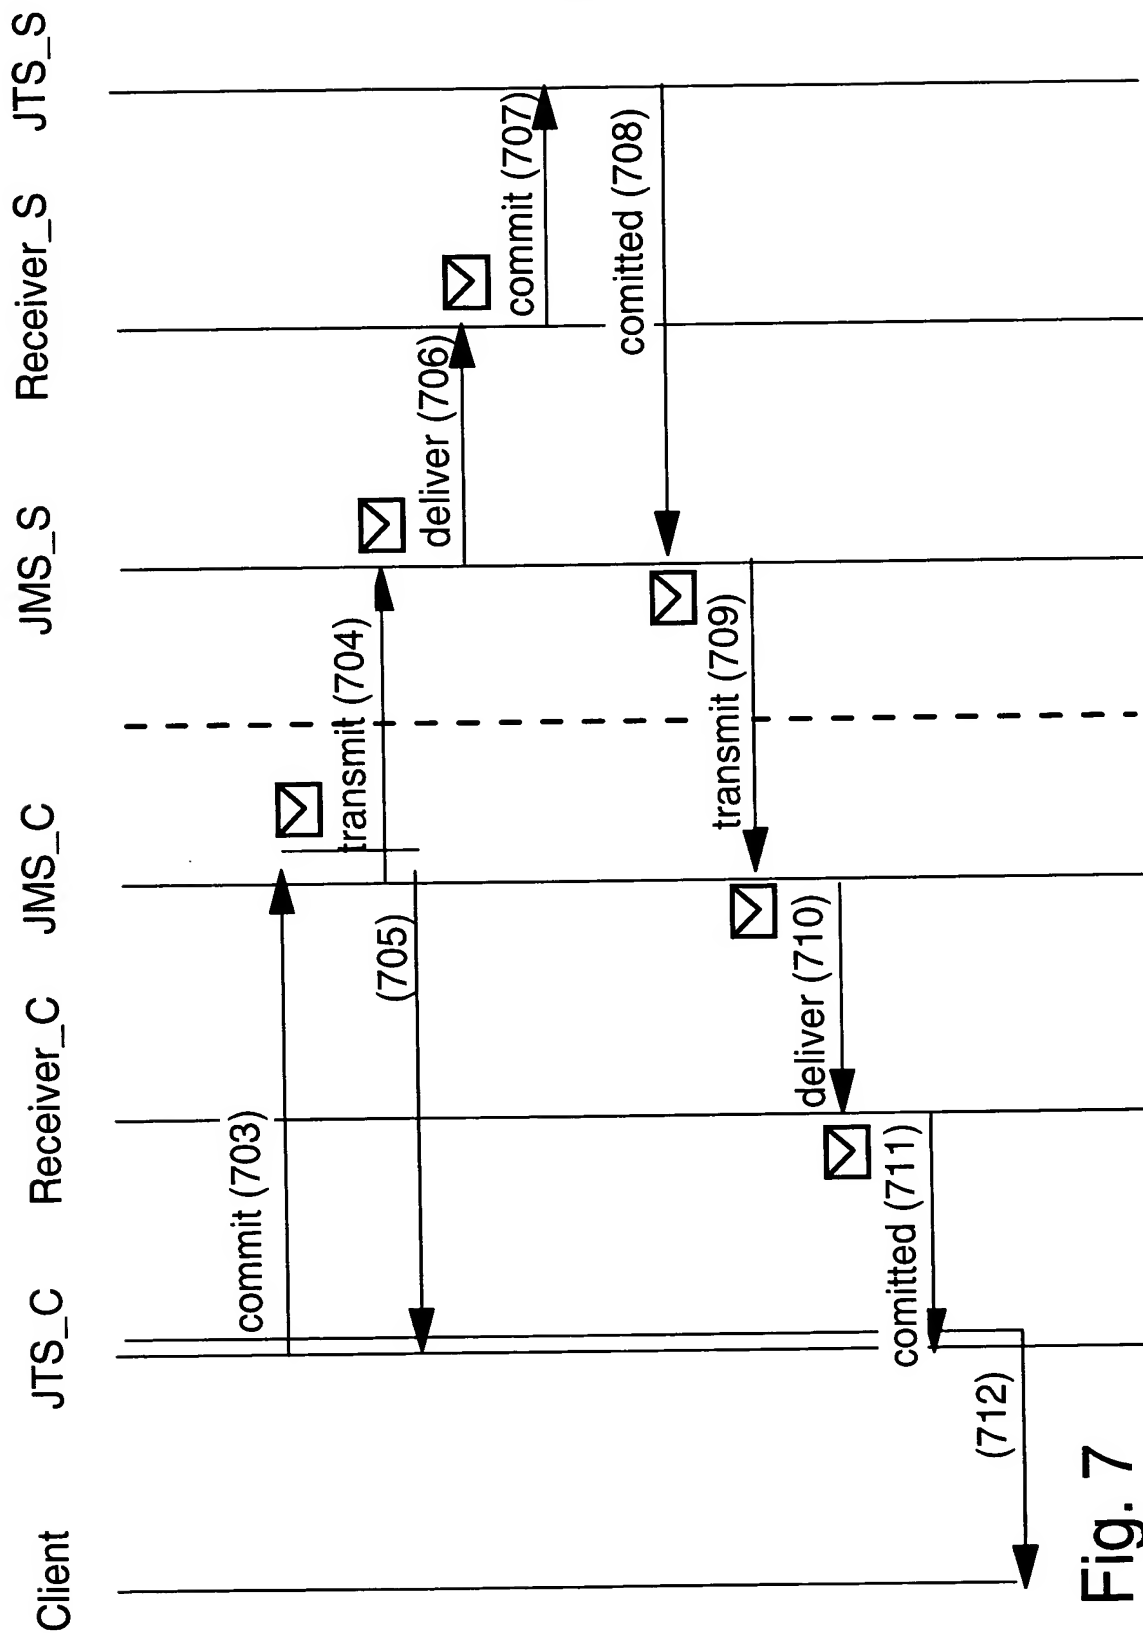 Client
JTS_C
Receiver_C
JMS_C
JMS_S
Receiver_S
JTS_S
commit (703)
transmit (704)
(705)
deliver (706)
commit (707)
comitted (708)
transmit (709)
deliver (710)
comitted (711)
(712)
Fig. 7